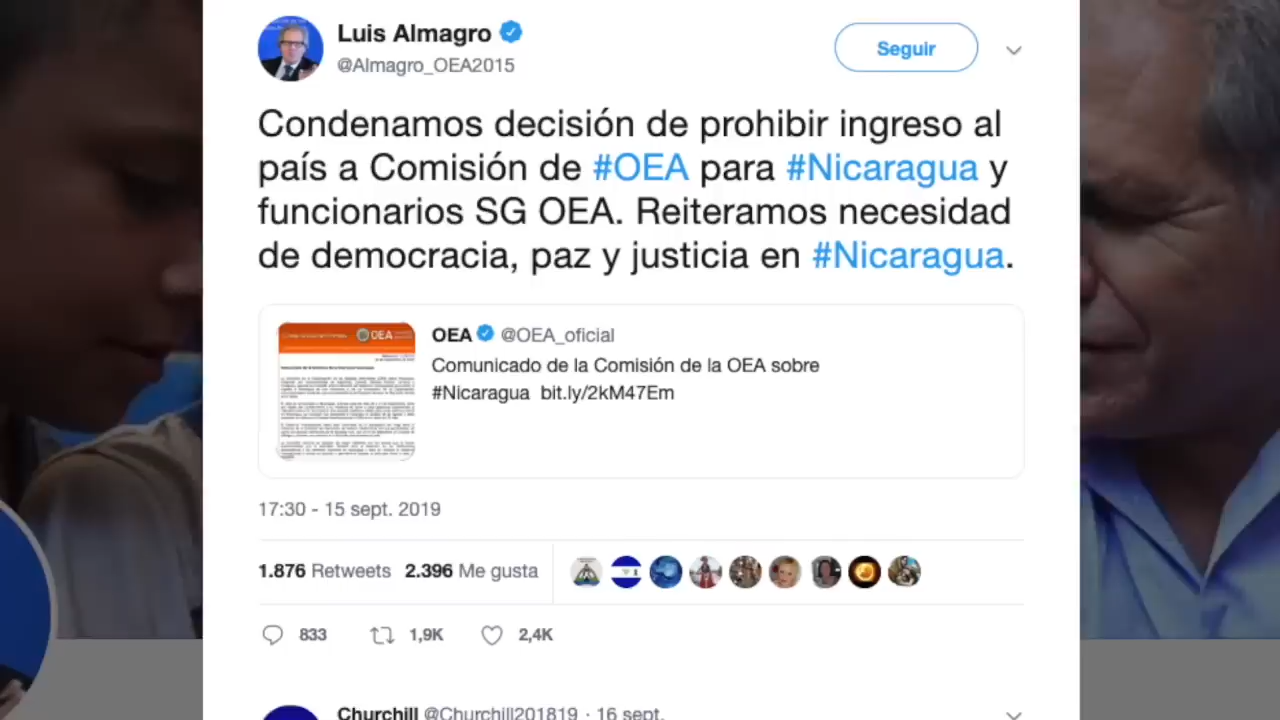 Luis Almagro
@Almagro_OEA2015
Seguir
Condenamos decisión de prohibir ingreso al
país a Comisión de #OEA para #Nicaragua y
funcionarios SG OEA. Reiteramos necesidad
de democracia, paz y justicia en #Nicaragua.
OEA
OEA @OEA_oficial
Comunicado de la Comisión de la OEA sobre
#Nicaragua bit.ly/2kM47Em
17:30 - 15 sept. 2019
1.876 Retweets 2.396 Me gusta
833 1,9K 2,4K
Churchill @Churchill201819 · 16 sept.